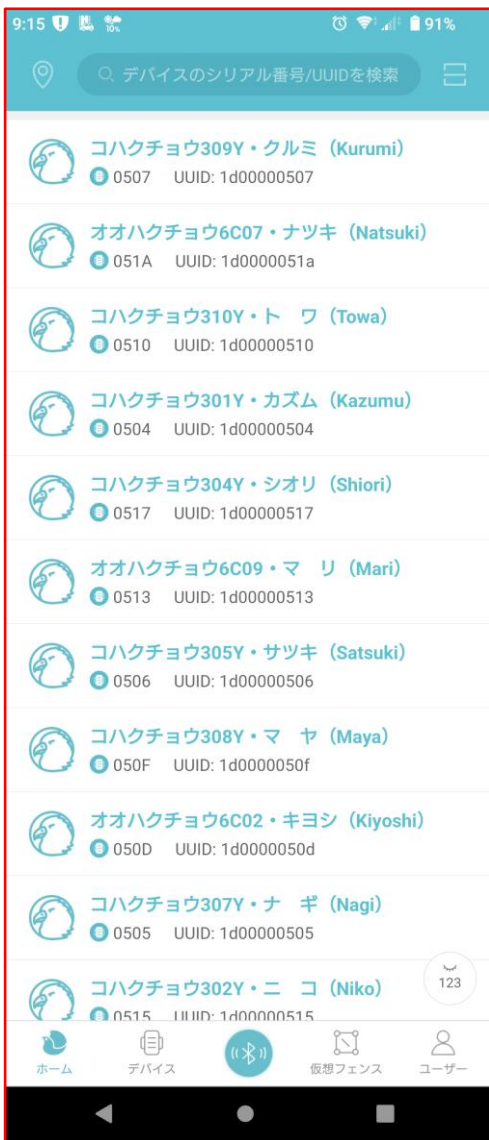 9:15 10% 91%
デバイスのシリアル番号/UUIDを検索
コハクチョウ309Y・クルミ（Kurumi）
0507 UUID: 1d00000507
オオハクチョウ6C07・ナツキ（Natsuki）
051A UUID: 1d0000051a
コハクチョウ310Y・ト　ワ（Towa）
0510 UUID: 1d00000510
コハクチョウ301Y・カズム（Kazumu）
0504 UUID: 1d00000504
コハクチョウ304Y・シオリ（Shiori）
0517 UUID: 1d00000517
オオハクチョウ6C09・マ　リ（Mari）
0513 UUID: 1d00000513
コハクチョウ305Y・サツキ（Satsuki）
0506 UUID: 1d00000506
コハクチョウ308Y・マ　ヤ（Maya）
050F UUID: 1d0000050f
オオハクチョウ6C02・キヨシ（Kiyoshi）
050D UUID: 1d0000050d
コハクチョウ307Y・ナ　ギ（Nagi）
0505 UUID: 1d00000505
コハクチョウ302Y・ニ　コ（Niko）
0515 UUID: 1d00000515
123
ホーム デバイス 仮想フェンス ユーザー